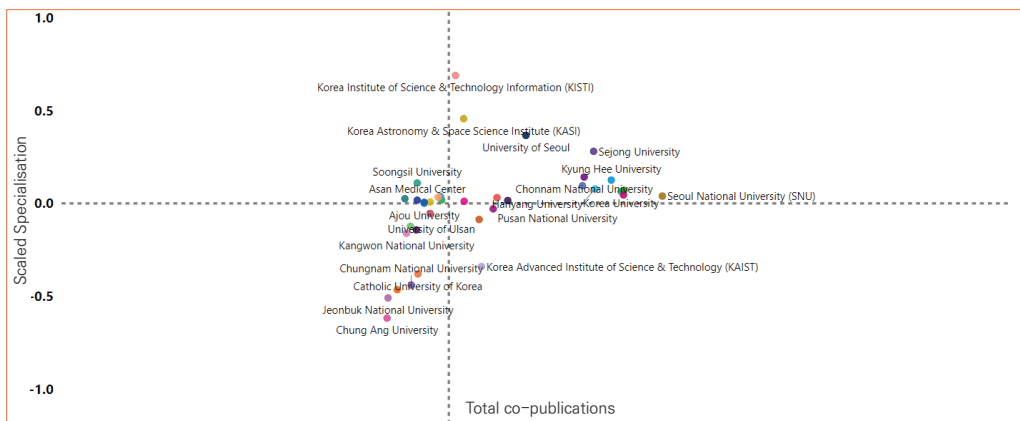 1.0
Korea Institute of Science & Technology Information (KISTI)
0.5
Korea Astronomy & Space Science Institute (KASI)
University of Seoul
Sejong University
Kyung Hee University
Soongsil University
Asan Medical Center
Chonnam National University
Seoul National University (SNU)
0.0
Hanyang University
Korea University
Ajou University
Pusan National University
University of Ulsan
Kangwon National University
Chungnam National University
Korea Advanced Institute of Science & Technology (KAIST)
Catholic University of Korea
-0.5
Jeonbuk National University
Chung Ang University
-1.0
Scaled Specialisation
Total co-publications